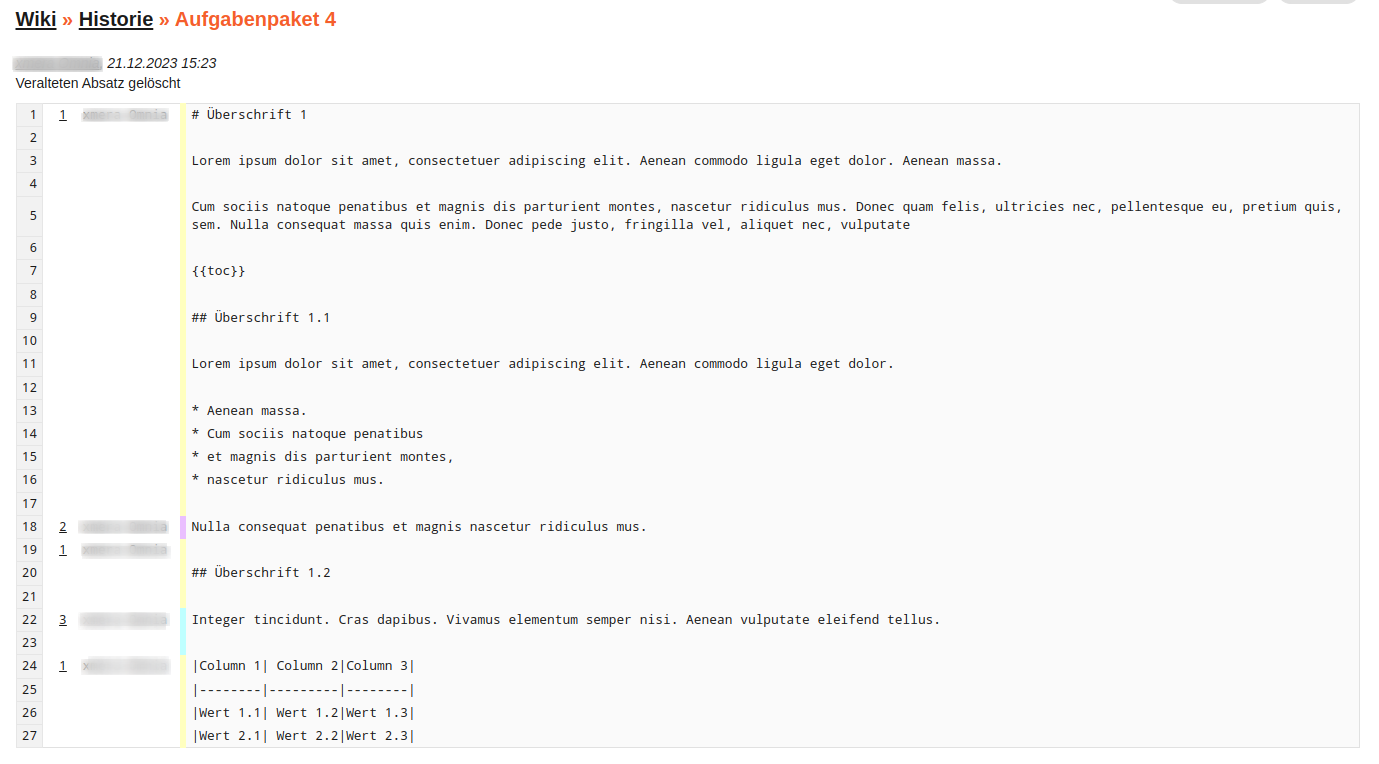 Wiki » Historie » Aufgabenpaket 4
21.12.2023 15:23
Veralteten Absatz gelöscht
1 1 # Überschrift 1
2
3 Lorem ipsum dolor sit amet, consectetuer adipiscing elit. Aenean commodo ligula eget dolor. Aenean massa.
4
5 Cum sociis natoque penatibus et magnis dis parturient montes, nascetur ridiculus mus. Donec quam felis, ultricies nec, pellentesque eu, pretium quis,
sem. Nulla consequat massa quis enim. Donec pede justo, fringilla vel, aliquet nec, vulputate
6
7 {{toc}}
8
9 ## Überschrift 1.1
10
11 Lorem ipsum dolor sit amet, consectetuer adipiscing elit. Aenean commodo ligula eget dolor.
12
13 * Aenean massa.
14 * Cum sociis natoque penatibus
15 * et magnis dis parturient montes,
16 * nascetur ridiculus mus.
17
18 2 Nulla consequat penatibus et magnis nascetur ridiculus mus.
19 1
20 ## Überschrift 1.2
21
22 3 Integer tincidunt. Cras dapibus. Vivamus elementum semper nisi. Aenean vulputate eleifend tellus.
23
24 1 |Column 1| Column 2|Column 3|
25 |--------|---------|--------|
26 |Wert 1.1| Wert 1.2|Wert 1.3|
27 |Wert 2.1| Wert 2.2|Wert 2.3|